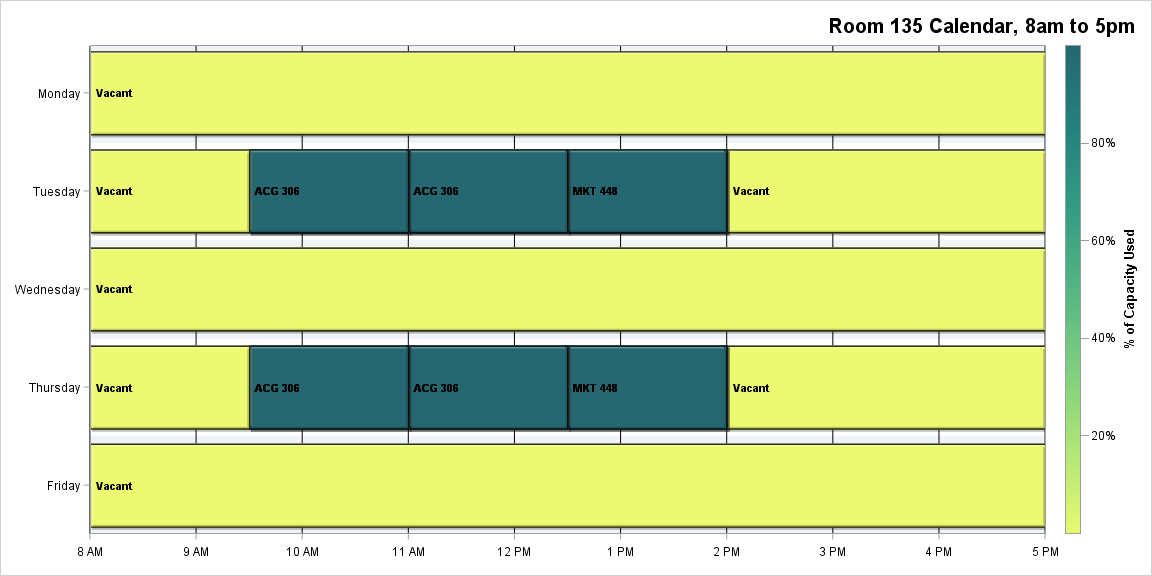 Room 135 Calendar, 8am to 5pm
Monday
Vacant
Tuesday
Vacant
ACG 306
ACG 306
MKT 448
Vacant
Wednesday
Vacant
Thursday
Vacant
ACG 306
ACG 306
MKT 448
Vacant
Friday
Vacant
8 AM
9 AM
10 AM
11 AM
12 PM
1 PM
2 PM
3 PM
4 PM
5 PM
80%
60%
40%
20%
% of Capacity Used